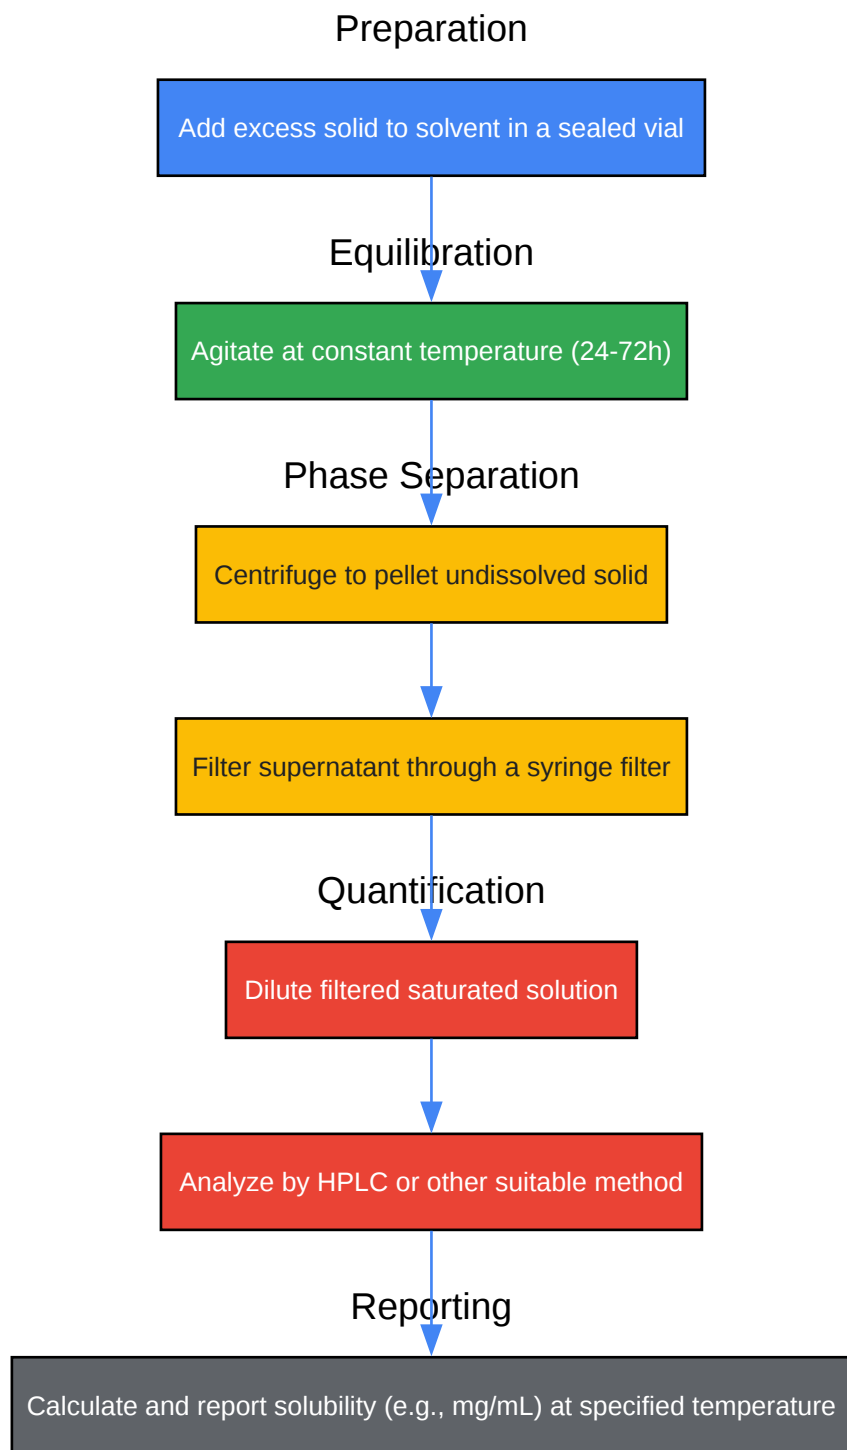 Preparation
Add excess solid to solvent in a sealed vial
Equilibration
Agitate at constant temperature (24-72h)
Phase Separation
Centrifuge to pellet undissolved solid
Filter supernatant through a syringe filter
Quantification
Dilute filtered saturated solution
Analyze by HPLC or other suitable method
Reporting
Calculate and report solubility (e.g., mg/mL) at specified temperature